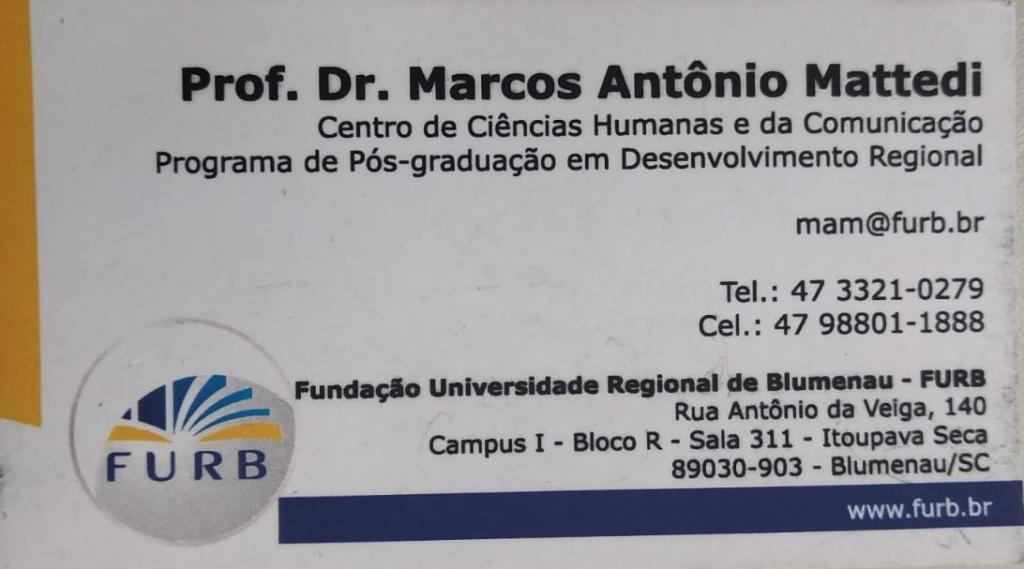 Prof. Dr. Marcos Antônio Mattedi
Centro de Ciências Humanas e da Comunicação
Programa de Pós-graduação em Desenvolvimento Regional
mam@furb.br
Tel.: 47 3321-0279
Cel.: 47 98801-1888
Fundação Universidade Regional de Blumenau - FURB
Rua Antônio da Veiga, 140
Campus I - Bloco R - Sala 311 - Itoupava Seca
89030-903 - Blumenau/SC
FURB
www.furb.br